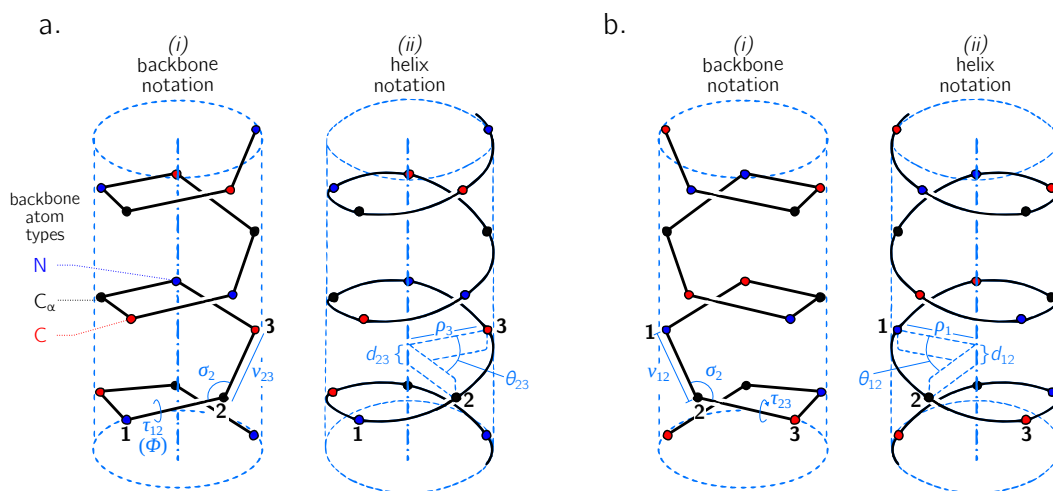 a.
(i)
backbone
notation
(ii)
helix
notation
backbone
atom
types
N
Cα
C
3
σ2
ν23
2
1
τ12
(Φ)
ρ3
3
d23
θ23
2
1
b.
(i)
backbone
notation
(ii)
helix
notation
1
ν12
σ2
2
τ23
3
1
ρ1
d12
θ12
2
3